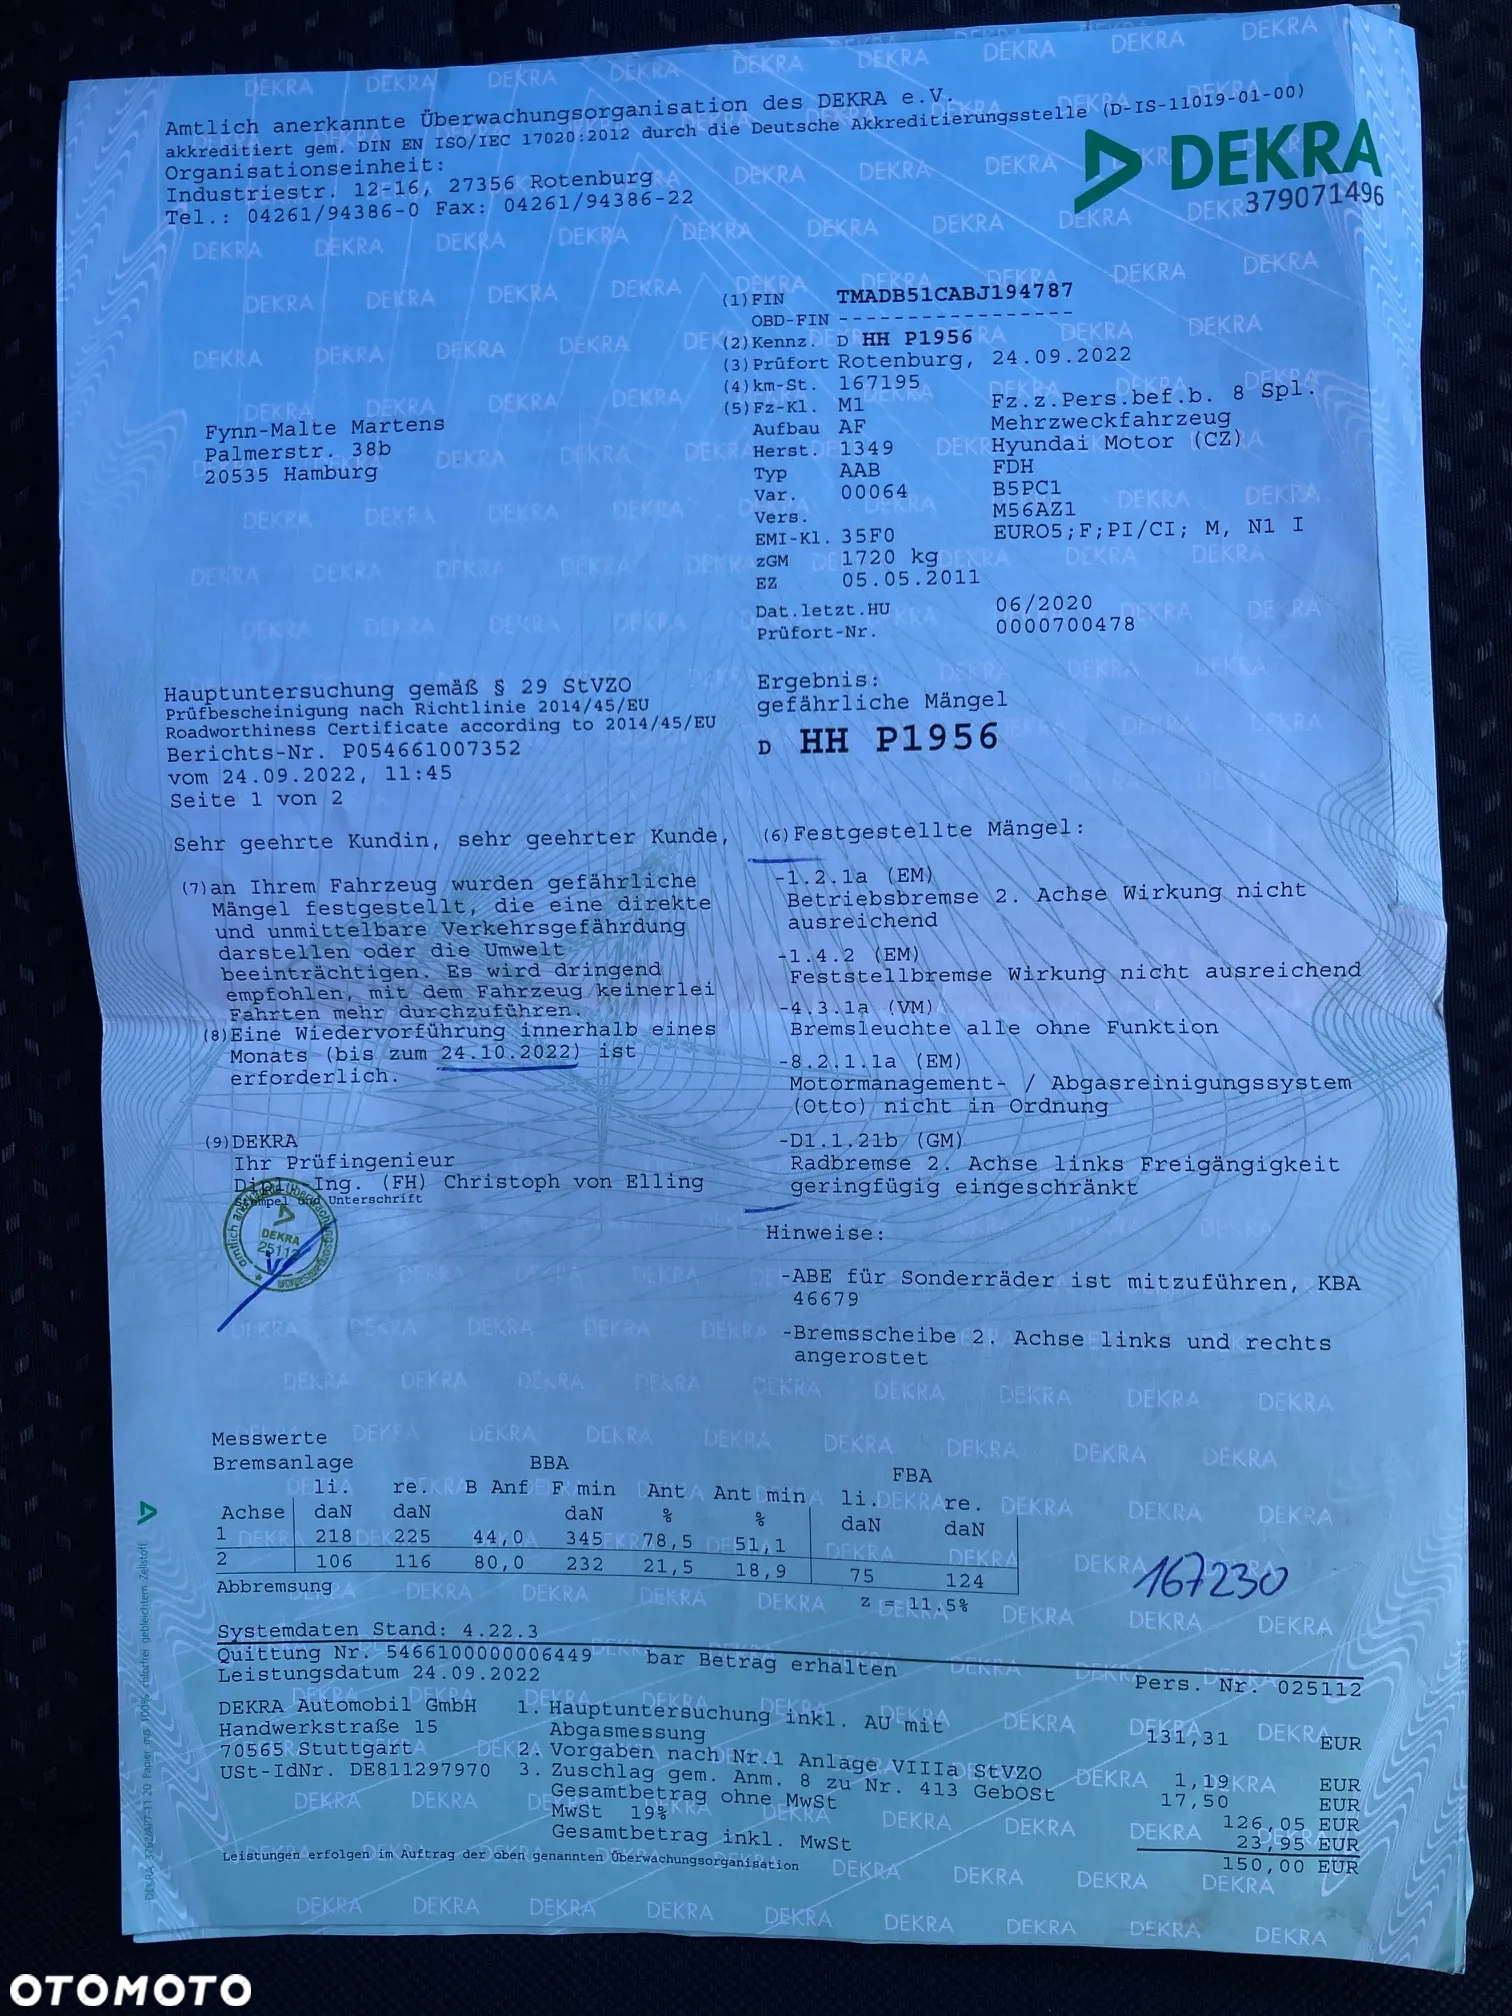 Amtlich anerkannte Überwachungsorganisation des DEKRA e.V.
akkreditiert gem. DIN EN ISO/IEC 17020:2012 durch die Deutsche Akkreditierungsstelle (D-IS-11019-01-00)
Organisationseinheit:
Industriestr. 12-16, 27356 Rotenburg
Tel.: 04261/94386-0 Fax: 04261/94386-22
DEKRA
379071496
(1)FIN TMADB51CABJ194787
OBD-FIN -----------------
(2)Kennz. D HH P1956
(3)Prüfort Rotenburg, 24.09.2022
(4)km-St. 167195
(5)Fz-Kl. M1 Fz.z.Pers.bef.b. 8 Spl.
Aufbau AF Mehrzweckfahrzeug
Herst. 1349 Hyundai Motor (CZ)
Typ AAB FDH
Var. 00064 B5PC1
Vers. M56AZ1
EMI-Kl. 35F0 EURO5;F;PI/CI; M, N1 I
zGM 1720 kg
EZ 05.05.2011
Dat.letzt.HU 06/2020
Prüfort-Nr. 0000700478
Fynn-Malte Martens
Palmerstr. 38b
20535 Hamburg
Hauptuntersuchung gemäß § 29 StVZO
Prüfbescheinigung nach Richtlinie 2014/45/EU
Roadworthiness Certificate according to 2014/45/EU
Berichts-Nr. P054661007352
vom 24.09.2022, 11:45
Seite 1 von 2
Ergebnis:
gefährliche Mängel
D HH P1956
Sehr geehrte Kundin, sehr geehrter Kunde,
(7)an Ihrem Fahrzeug wurden gefährliche
Mängel festgestellt, die eine direkte
und unmittelbare Verkehrsgefährdung
darstellen oder die Umwelt
beeinträchtigen. Es wird dringend
empfohlen, mit dem Fahrzeug keinerlei
Fahrten mehr durchzuführen.
(8)Eine Wiedervorführung innerhalb eines
Monats (bis zum 24.10.2022) ist
erforderlich.
(9)DEKRA
Ihr Prüfingenieur
Dipl.-Ing. (FH) Christoph von Elling
Stempel und Unterschrift
DEKRA
25112
(6)Festgestellte Mängel:
-1.2.1a (EM)
Betriebsbremse 2. Achse Wirkung nicht
ausreichend
-1.4.2 (EM)
Feststellbremse Wirkung nicht ausreichend
-4.3.1a (VM)
Bremsleuchte alle ohne Funktion
-8.2.1.1a (EM)
Motormanagement- / Abgasreinigungssystem
(Otto) nicht in Ordnung
-D1.1.21b (GM)
Radbremse 2. Achse links Freigängigkeit
geringfügig eingeschränkt
Hinweise:
-ABE für Sonderräder ist mitzuführen, KBA
46679
-Bremsscheibe 2. Achse links und rechts
angerostet
Messwerte
Bremsanlage BBA FBA
li. re. B Anf F min Ant Ant min li. re.
Achse daN daN daN % % daN daN
1 218 225 44,0 345 78,5 51,1
2 106 116 80,0 232 21,5 18,9 75 124
Abbremsung z = 11.5%
167230
Systemdaten Stand: 4.22.3
Quittung Nr. 5466100000006449 bar Betrag erhalten
Leistungsdatum 24.09.2022 Pers. Nr. 025112
DEKRA Automobil GmbH
Handwerkstraße 15
70565 Stuttgart
USt-IdNr. DE811297970
1. Hauptuntersuchung inkl. AU mit
Abgasmessung 131,31 EUR
2. Vorgaben nach Nr.1 Anlage VIIIa StVZO 1,19 EUR
3. Zuschlag gem. Anm. 8 zu Nr. 413 GebOSt 17,50 EUR
Gesamtbetrag ohne MwSt 126,05 EUR
MwSt 19% 23,95 EUR
Gesamtbetrag inkl. MwSt 150,00 EUR
Leistungen erfolgen im Auftrag der oben genannten Überwachungsorganisation
OTOMOTO